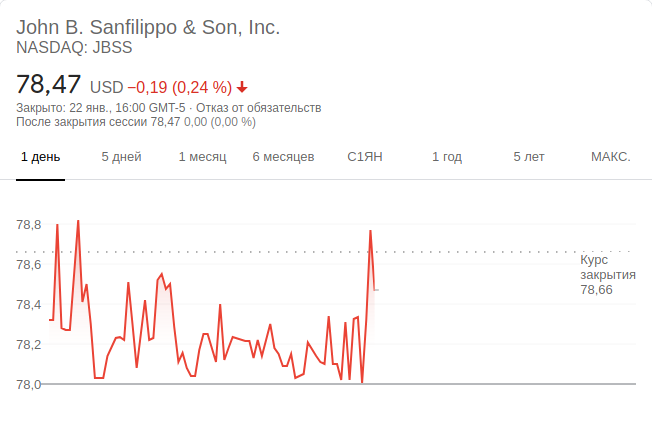 John B. Sanfilippo & Son, Inc.
NASDAQ: JBSS
78,47 USD −0,19 (0,24 %)
Закрыто: 22 янв., 16:00 GMT-5 · Отказ от обязательств
После закрытия сессии 78,47 0,00 (0,00 %)
1 день 5 дней 1 месяц 6 месяцев С1ЯН 1 год 5 лет МАКС.
78,8
78,6
78,4
78,2
78,0
Курс
закрытия
78,66